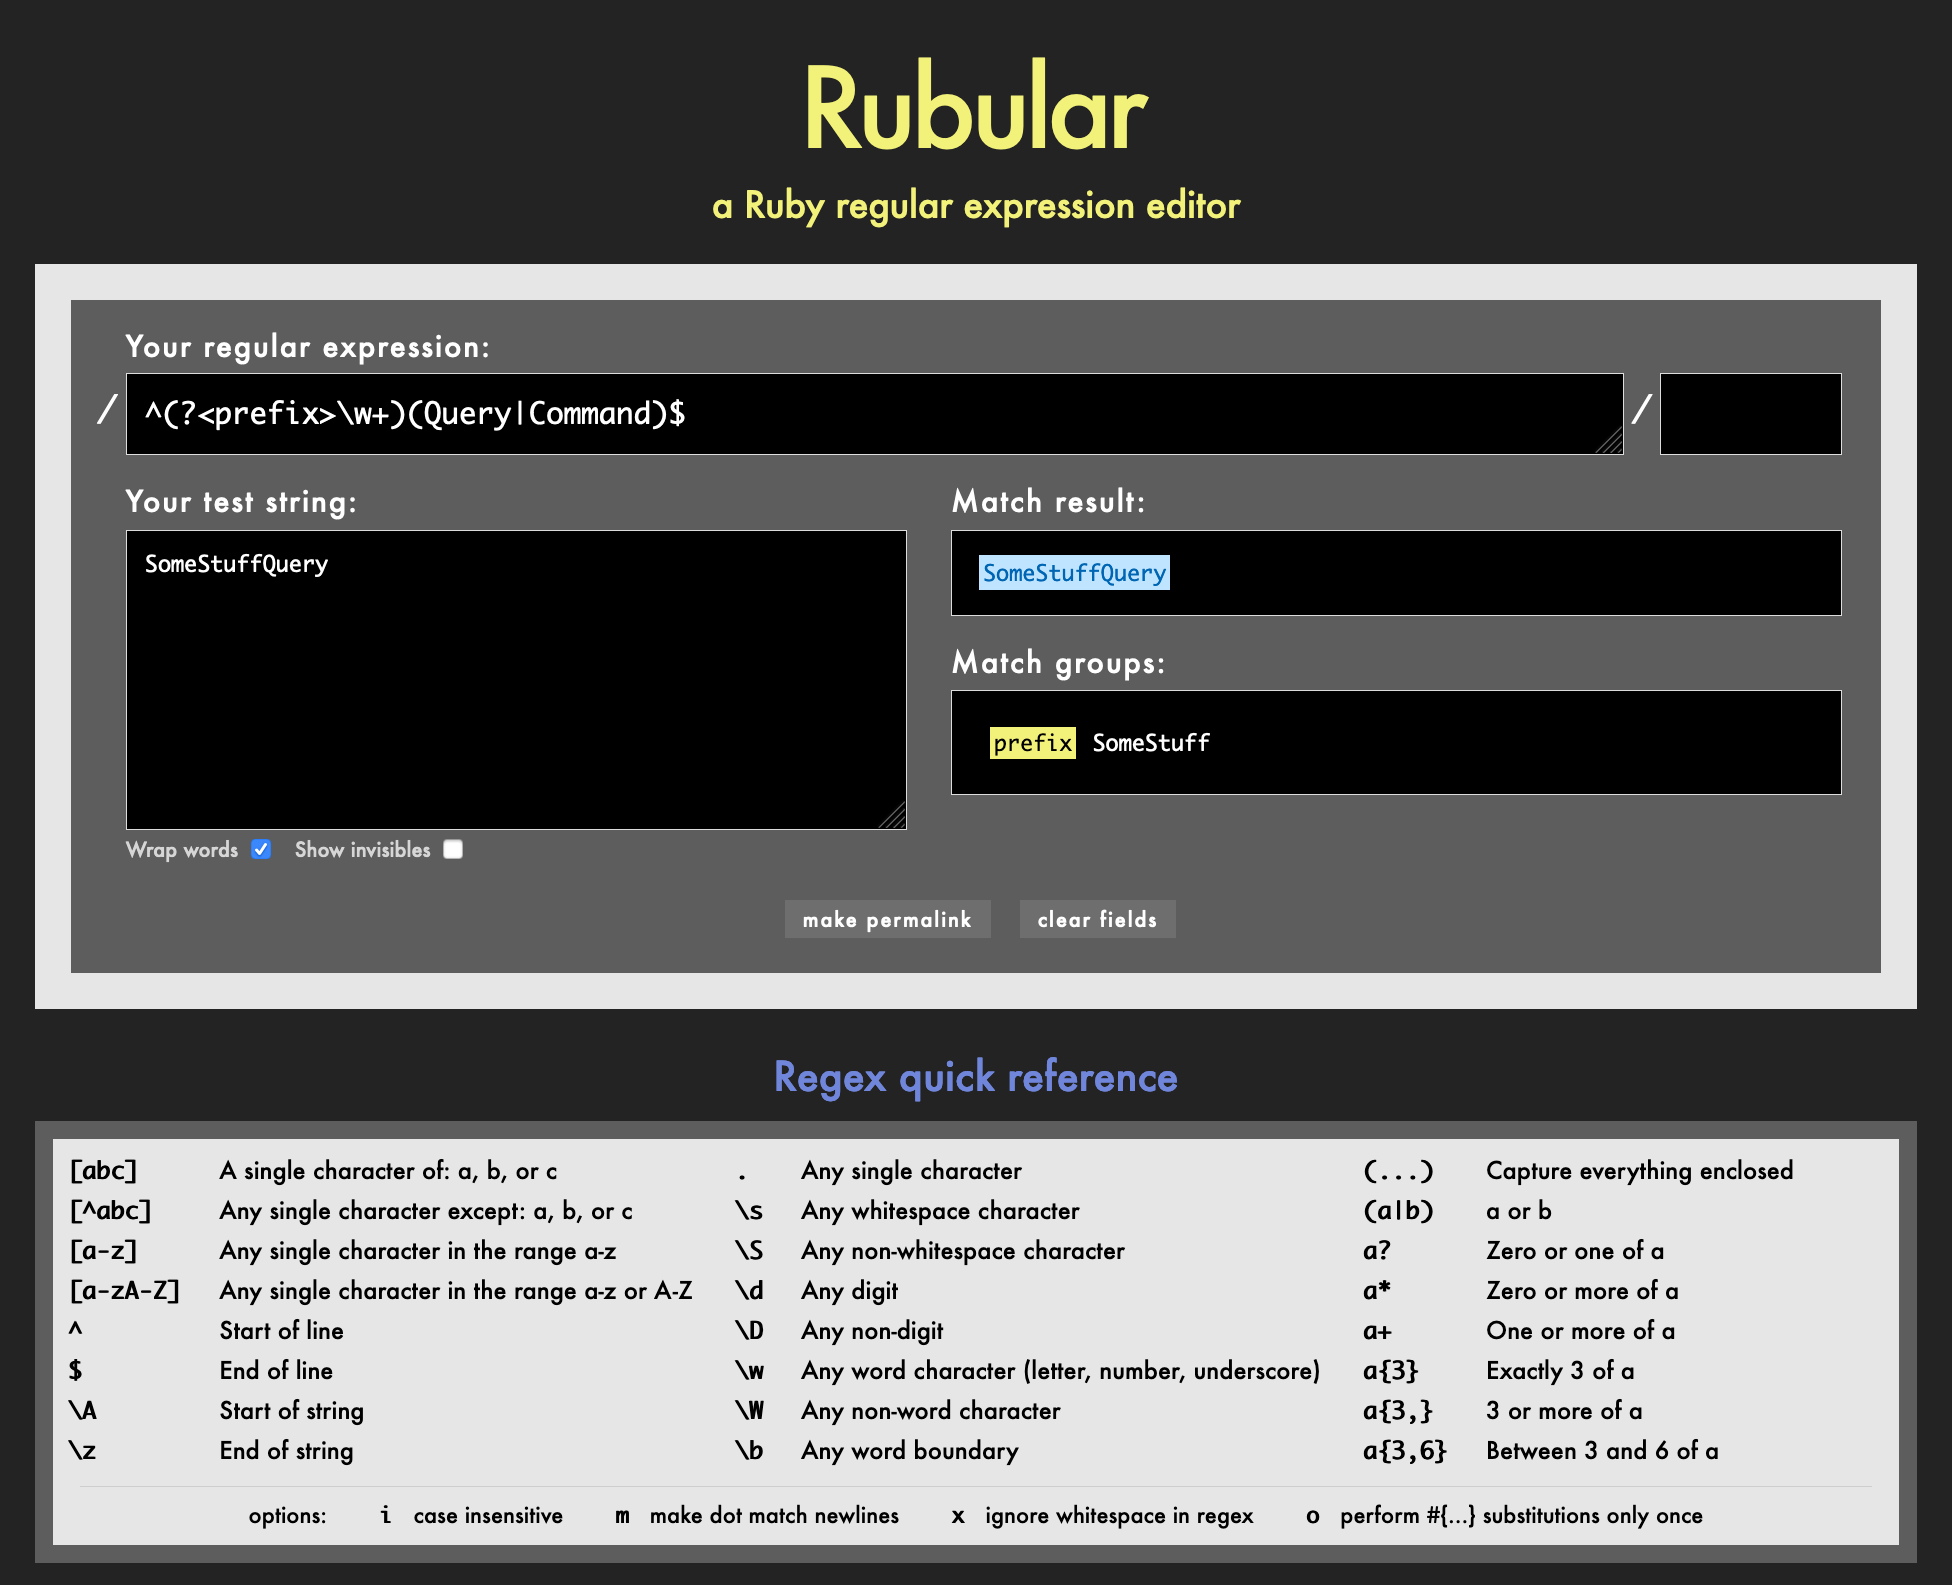 Rubular
a Ruby regular expression editor
Your regular expression:
/ ^(?<prefix>\w+)(Query|Command)$ /
Your test string:
SomeStuffQuery
Wrap words Show invisibles
Match result:
SomeStuffQuery
Match groups:
prefix SomeStuff
make permalink clear fields
Regex quick reference
[abc] A single character of: a, b, or c . Any single character (...) Capture everything enclosed
[^abc] Any single character except: a, b, or c \s Any whitespace character (a|b) a or b
[a-z] Any single character in the range a-z \S Any non-whitespace character a? Zero or one of a
[a-zA-Z] Any single character in the range a-z or A-Z \d Any digit a* Zero or more of a
^ Start of line \D Any non-digit a+ One or more of a
$ End of line \w Any word character (letter, number, underscore) a{3} Exactly 3 of a
\A Start of string \W Any non-word character a{3,} 3 or more of a
\z End of string \b Any word boundary a{3,6} Between 3 and 6 of a
options: i case insensitive m make dot match newlines x ignore whitespace in regex o perform #{...} substitutions only once